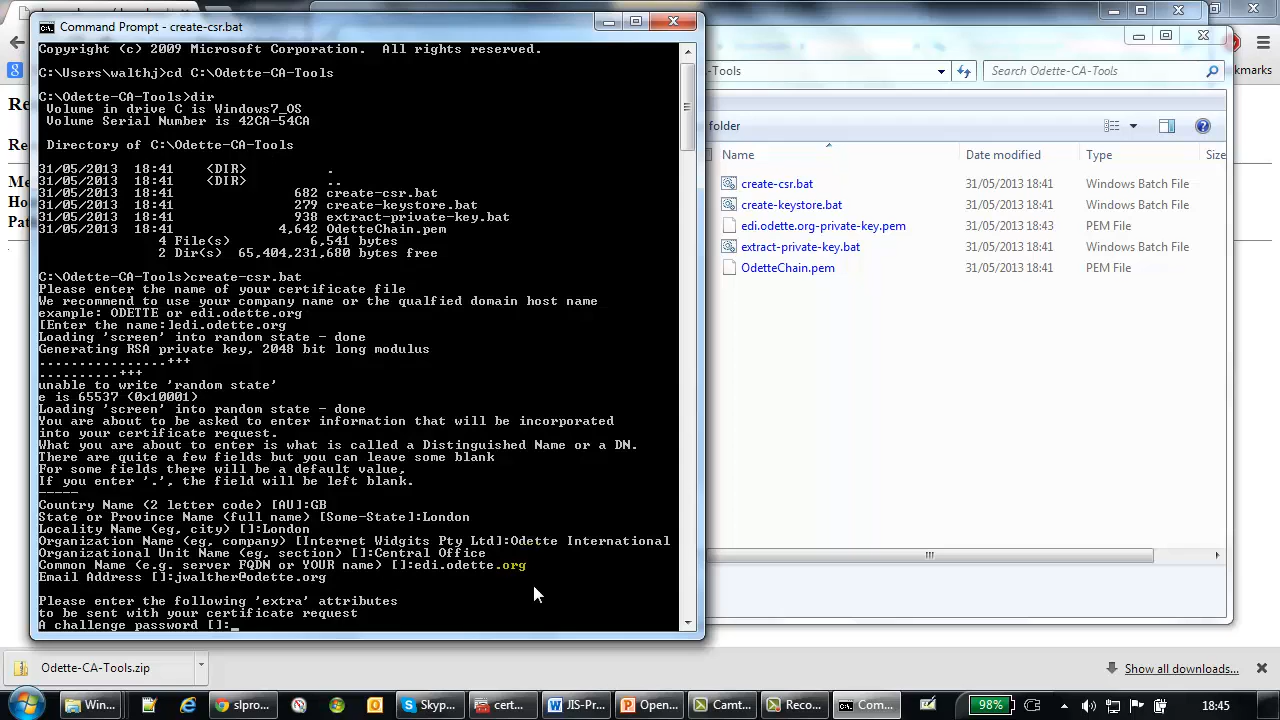 Command Prompt - create-csr.bat
Copyright (c) 2009 Microsoft Corporation.  All rights reserved.
C:\Users\walthj>cd C:\Odette-CA-Tools
C:\Odette-CA-Tools>dir
Volume in drive C is Windows7_OS
Volume Serial Number is 42CA-54CA
Directory of C:\Odette-CA-Tools
31/05/2013  18:41    <DIR>          .
31/05/2013  18:41    <DIR>          ..
31/05/2013  18:41               682 create-csr.bat
31/05/2013  18:41               279 create-keystore.bat
31/05/2013  18:41               938 extract-private-key.bat
31/05/2013  18:41             4,642 OdetteChain.pem
4 File(s)          6,541 bytes
2 Dir(s)  65,404,231,680 bytes free
C:\Odette-CA-Tools>create-csr.bat
Please enter the name of your certificate file
We recommend to use your company name or the qualfied domain host name
example: ODETTE or edi.odette.org
[Enter the name:]edi.odette.org
Loading 'screen' into random state - done
Generating RSA private key, 2048 bit long modulus
................+++
..........+++
unable to write 'random state'
e is 65537 (0x10001)
Loading 'screen' into random state - done
You are about to be asked to enter information that will be incorporated
into your certificate request.
What you are about to enter is what is called a Distinguished Name or a DN.
There are quite a few fields but you can leave some blank
For some fields there will be a default value,
If you enter '.', the field will be left blank.
-----
Country Name (2 letter code) [AU]:GB
State or Province Name (full name) [Some-State]:London
Locality Name (eg, city) []:London
Organization Name (eg, company) [Internet Widgits Pty Ltd]:Odette International
Organizational Unit Name (eg, section) []:Central Office
Common Name (e.g. server FQDN or YOUR name) []:edi.odette.org
Email Address []:jwalther@odette.org
Please enter the following 'extra' attributes
to be sent with your certificate request
A challenge password []:_
-Tools
Search Odette-CA-Tools
folder
Name Date modified Type Size
create-csr.bat 31/05/2013 18:41 Windows Batch File
create-keystore.bat 31/05/2013 18:41 Windows Batch File
edi.odette.org-private-key.pem 31/05/2013 18:43 PEM File
extract-private-key.bat 31/05/2013 18:41 Windows Batch File
OdetteChain.pem 31/05/2013 18:41 PEM File
kmarks
Re
Re
Me
Ho
Pat
Odette-CA-Tools.zip
Show all downloads...
Win... slpro... Skyp... cert... JIS-Pr... Open... Camt... Reco... Com... 98% 18:45